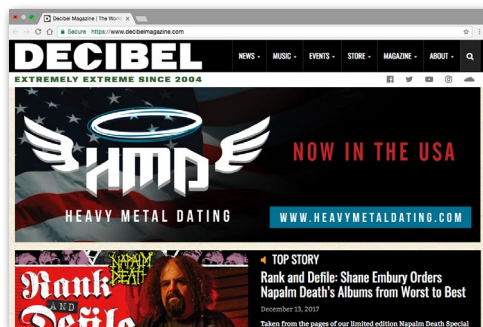 Decibel Magazine | The World
Secure https://www.decibelmagazine.com
DECIBEL
NEWS MUSIC EVENTS STORE MAGAZINE ABOUT
EXTREMELY EXTREME SINCE 2004
HMD
NOW IN THE USA
HEAVY METAL DATING
WWW.HEAVYMETALDATING.COM
TOP STORY
NAPALM
DEATH
Rank
AND
Defile
Rank and Defile: Shane Embury Orders
Napalm Death's Albums from Worst to Best
December 13, 2017
Taken from the pages of our limited edition Napalm Death Special